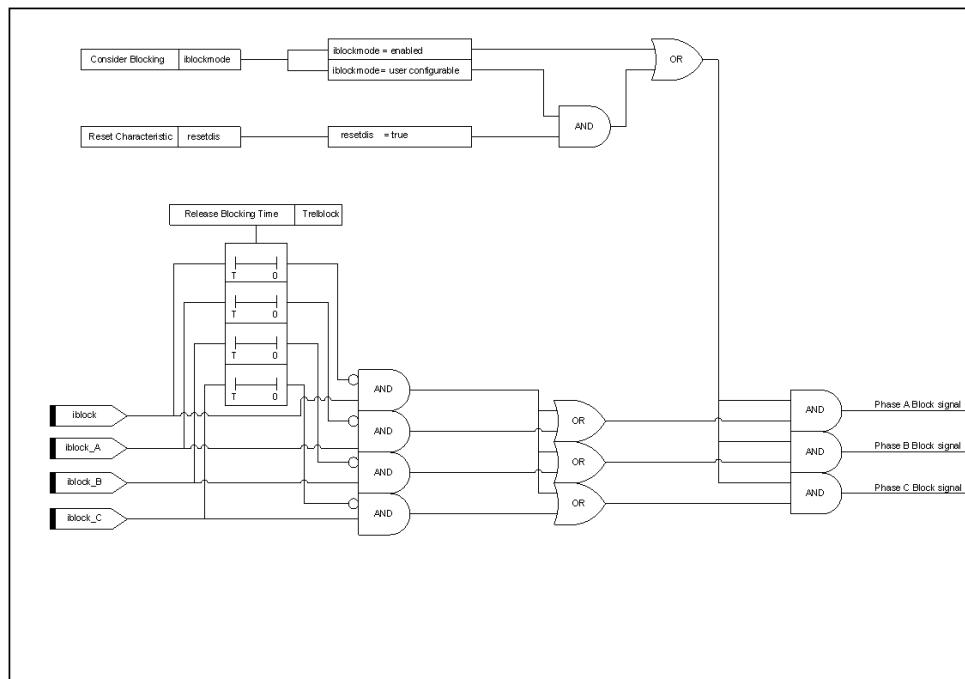 Consider Blocking iblockmode
iblockmode = enabled
iblockmode= user configurable
OR
AND
Reset Characteristic resetdis
resetdis = true
Release Blocking Time Trelblock
T 0
T 0
T 0
T 0
AND
AND
AND
AND
OR
OR
OR
AND
AND
AND
iblock
iblock_A
iblock_B
iblock_C
Phase A Block signal
Phase B Block signal
Phase C Block signal